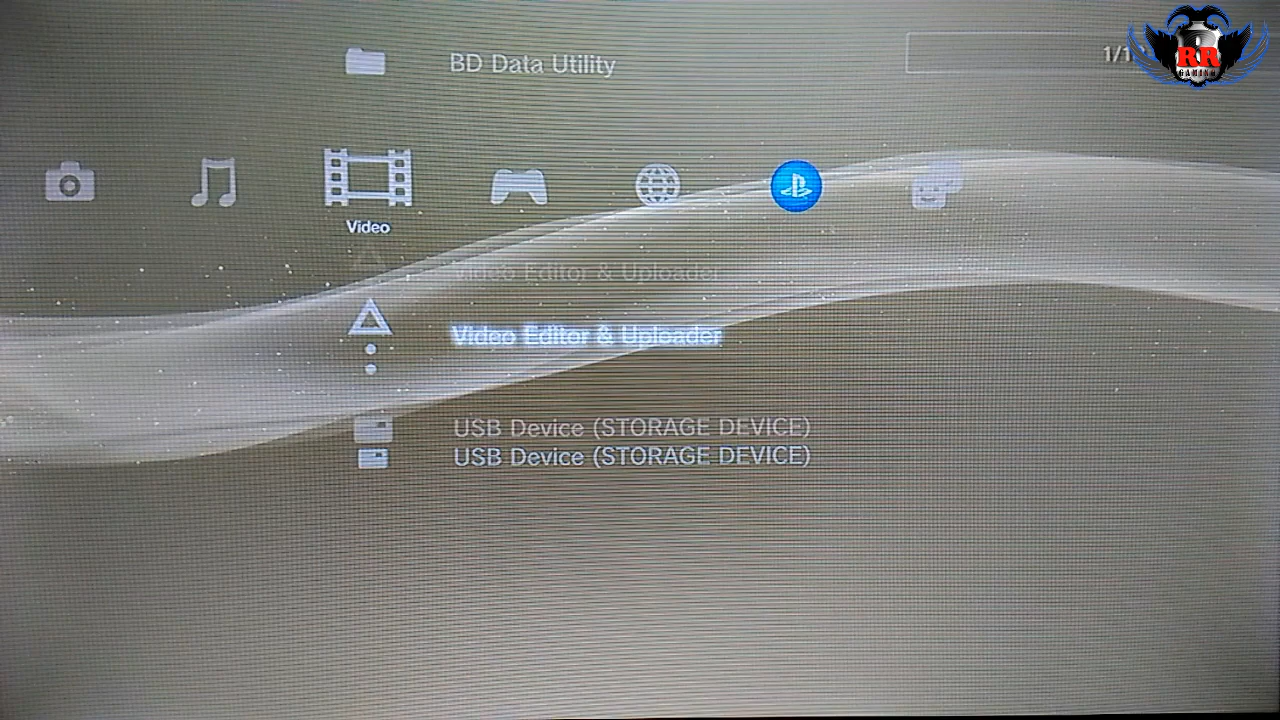 BD Data Utility
1/1
RR
GAMING
Video
Video Editor & Uploader
Video Editor & Uploader
USB Device (STORAGE DEVICE)
USB Device (STORAGE DEVICE)